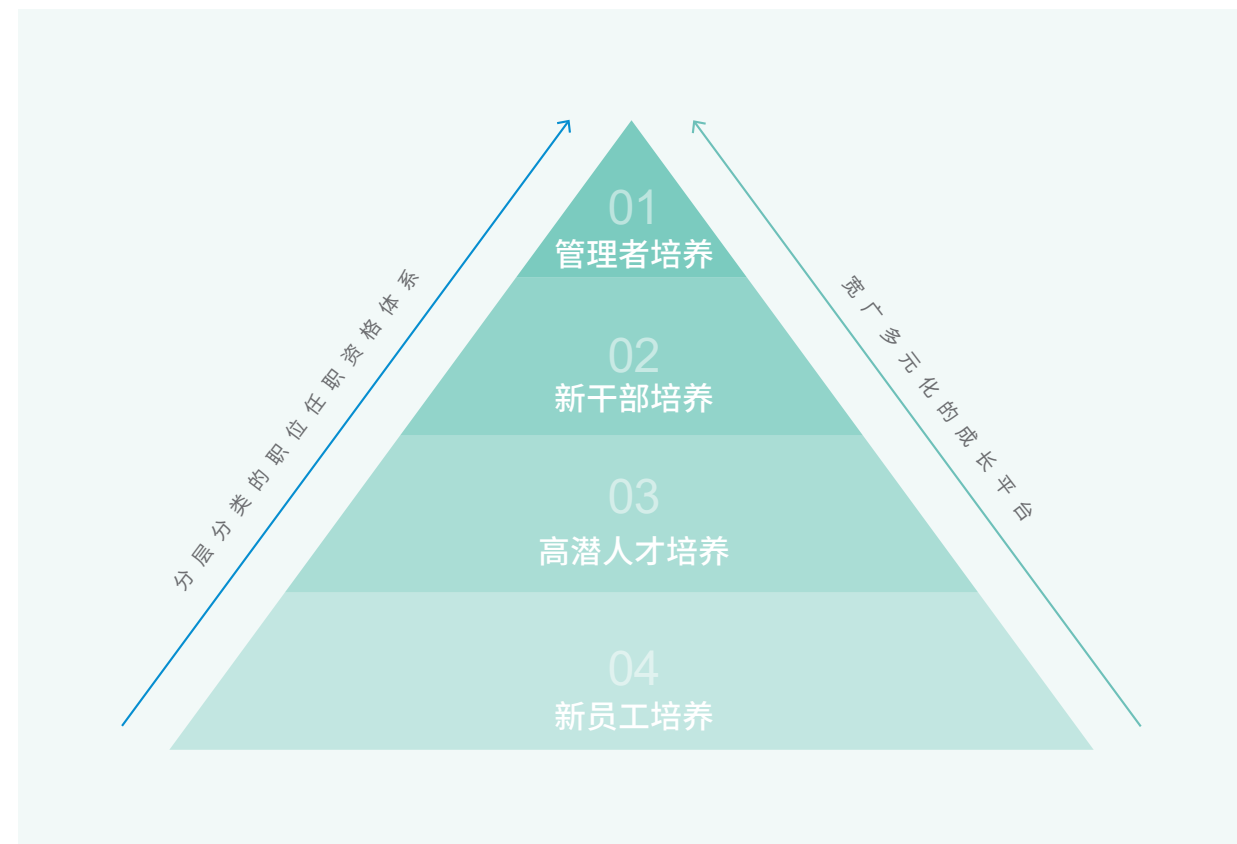 01
管理者培养
02
新干部培养
03
高潜人才培养
04
新员工培养
分层分类的职位任职资格体系
宽广多元化的成长平台